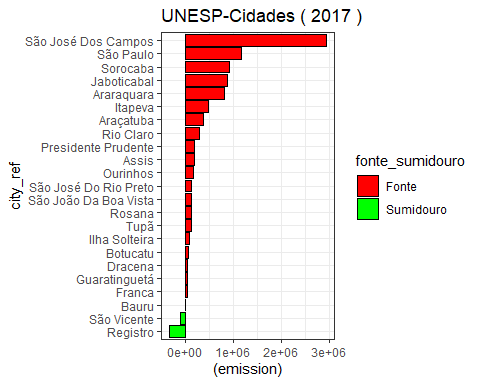 UNESP-Cidades ( 2017 )
São José Dos Campos
São Paulo
Sorocaba
Jaboticabal
Araraquara
Itapeva
Araçatuba
Rio Claro
Presidente Prudente
Assis
Ourinhos
São José Do Rio Preto
São João Da Boa Vista
Rosana
Tupã
Ilha Solteira
Botucatu
Dracena
Guaratinguetá
Franca
Bauru
São Vicente
Registro
city_ref
0e+00 1e+06 2e+06 3e+06
(emission)
fonte_sumidouro
Fonte
Sumidouro